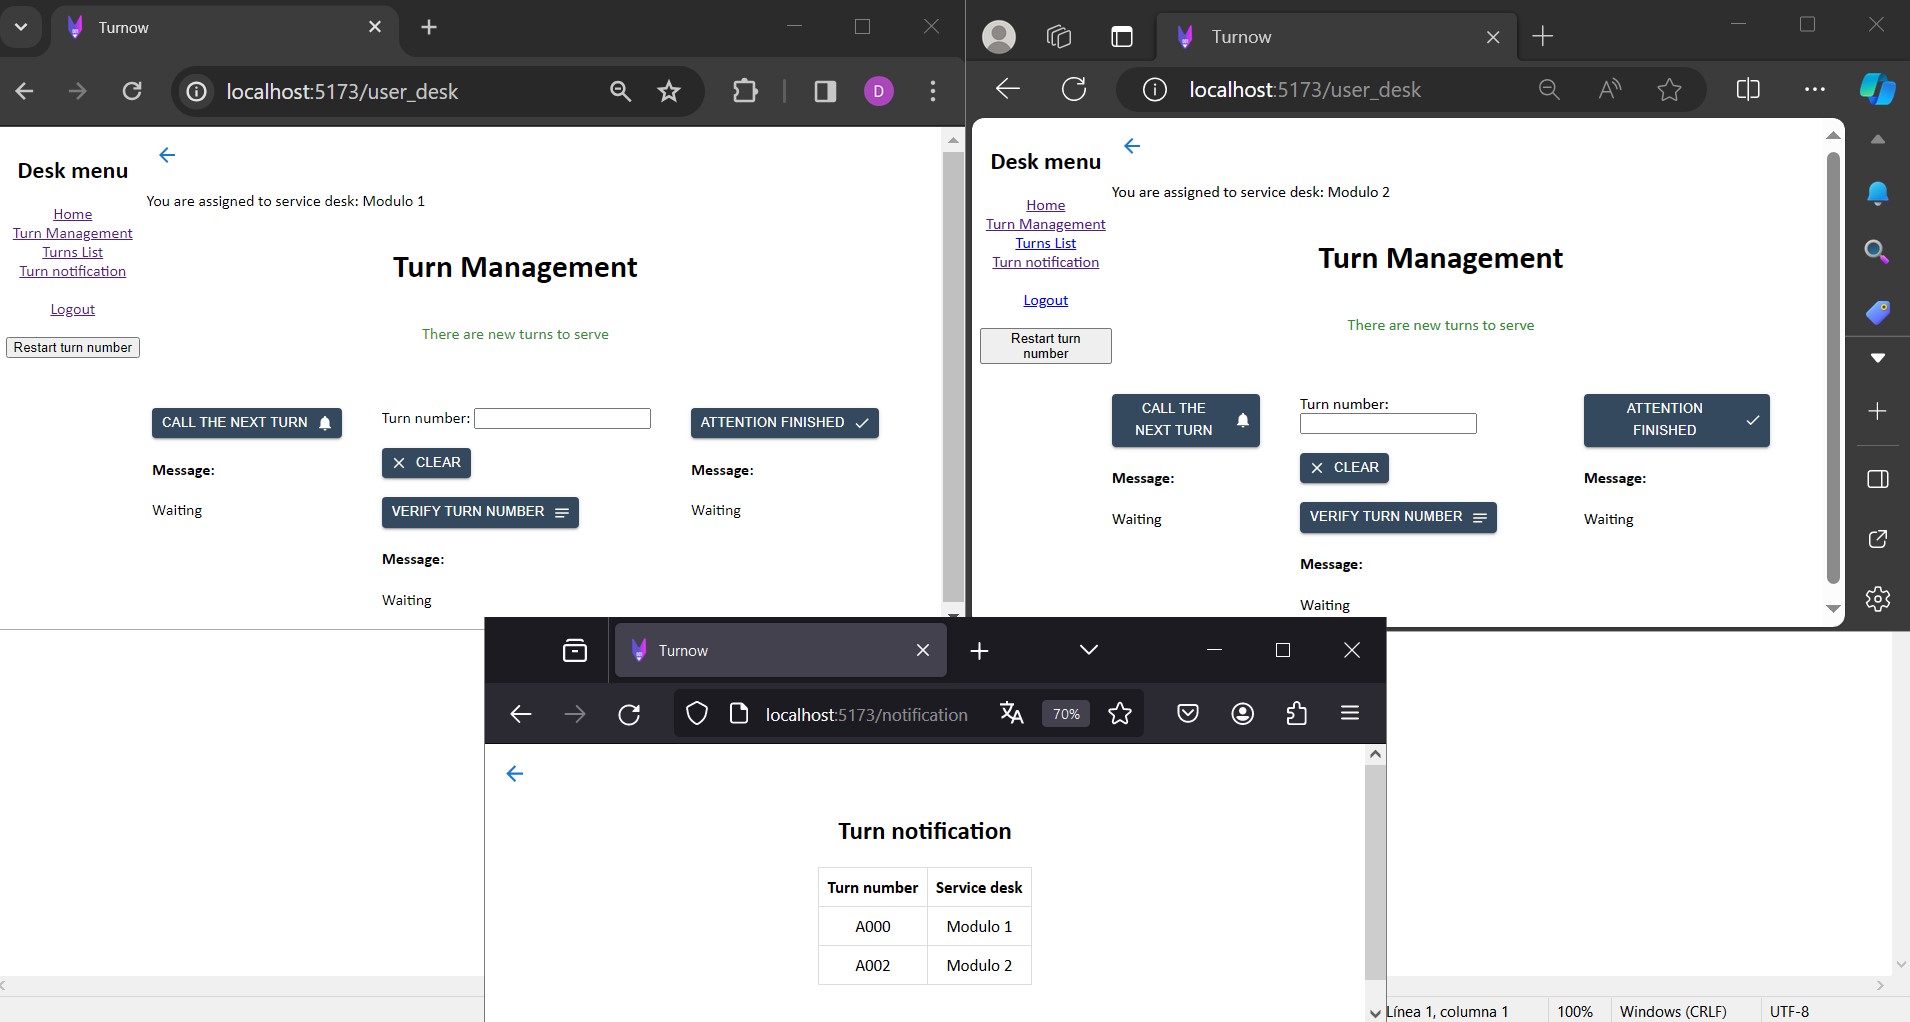 Turnow
localhost:5173/user_desk
D
Desk menu
Home
Turn Management
Turns List
Turn notification
Logout
Restart turn number
You are assigned to service desk: Modulo 1
Turn Management
There are new turns to serve
CALL THE NEXT TURN
Message:
Waiting
Turn number:
CLEAR
VERIFY TURN NUMBER
Message:
Waiting
ATTENTION FINISHED
Message:
Waiting
Turnow
localhost:5173/user_desk
Desk menu
Home
Turn Management
Turns List
Turn notification
Logout
Restart turn
number
You are assigned to service desk: Modulo 2
Turn Management
There are new turns to serve
CALL THE
NEXT TURN
Message:
Waiting
Turn number:
CLEAR
VERIFY TURN NUMBER
Message:
Waiting
ATTENTION
FINISHED
Message:
Waiting
Turnow
localhost:5173/notification
70%
Turn notification
Turn number Service desk
A000 Modulo 1
A002 Modulo 2
Línea 1, columna 1 100% Windows (CRLF) UTF-8